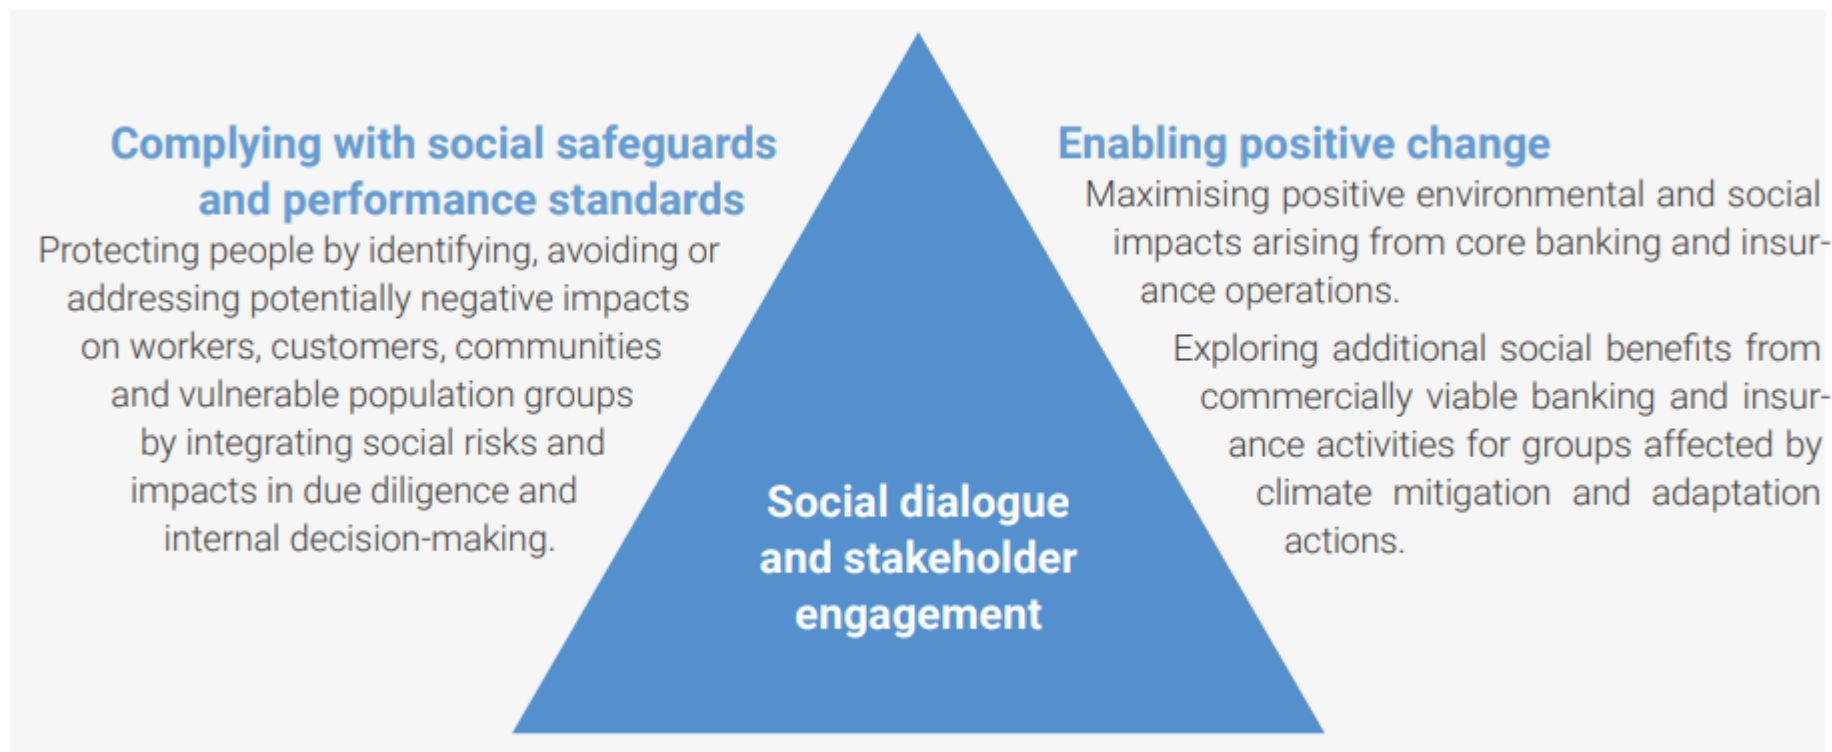 Complying with social safeguards
and performance standards
Protecting people by identifying, avoiding or
addressing potentially negative impacts
on workers, customers, communities
and vulnerable population groups
by integrating social risks and
impacts in due diligence and
internal decision-making.
Social dialogue
and stakeholder
engagement
Enabling positive change
Maximising positive environmental and social
impacts arising from core banking and insur-
ance operations.
Exploring additional social benefits from
commercially viable banking and insur-
ance activities for groups affected by
climate mitigation and adaptation
actions.